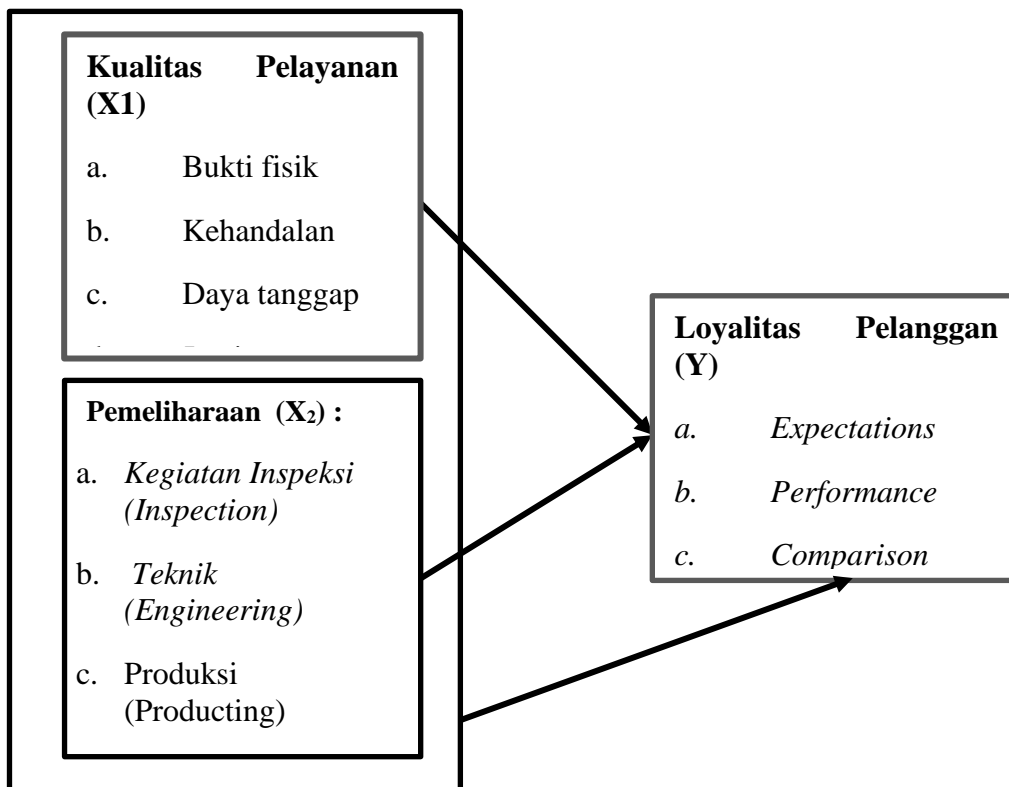 Kualitas Pelayanan
(X1)
a. Bukti fisik
b. Kehandalan
c. Daya tanggap
Pemeliharaan (X₂) :
a. Kegiatan Inspeksi
(Inspection)
b. Teknik
(Engineering)
c. Produksi
(Producting)
Loyalitas Pelanggan
(Y)
a. Expectations
b. Performance
c. Comparison